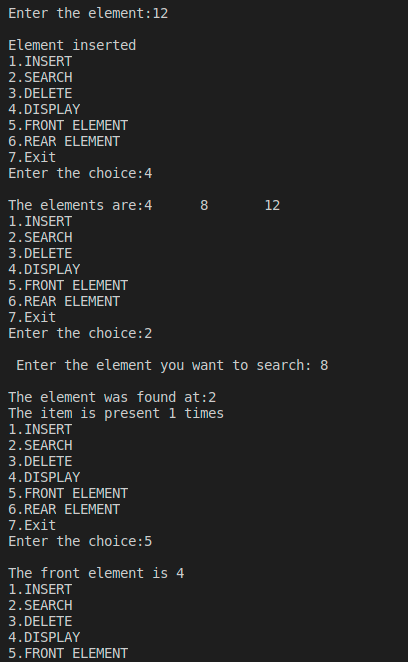 Enter the element:12
Element inserted
1.INSERT
2.SEARCH
3.DELETE
4.DISPLAY
5.FRONT ELEMENT
6.REAR ELEMENT
7.Exit
Enter the choice:4
The elements are:4      8       12
1.INSERT
2.SEARCH
3.DELETE
4.DISPLAY
5.FRONT ELEMENT
6.REAR ELEMENT
7.Exit
Enter the choice:2
 Enter the element you want to search: 8
The element was found at:2
The item is present 1 times
1.INSERT
2.SEARCH
3.DELETE
4.DISPLAY
5.FRONT ELEMENT
6.REAR ELEMENT
7.Exit
Enter the choice:5
The front element is 4
1.INSERT
2.SEARCH
3.DELETE
4.DISPLAY
5.FRONT ELEMENT